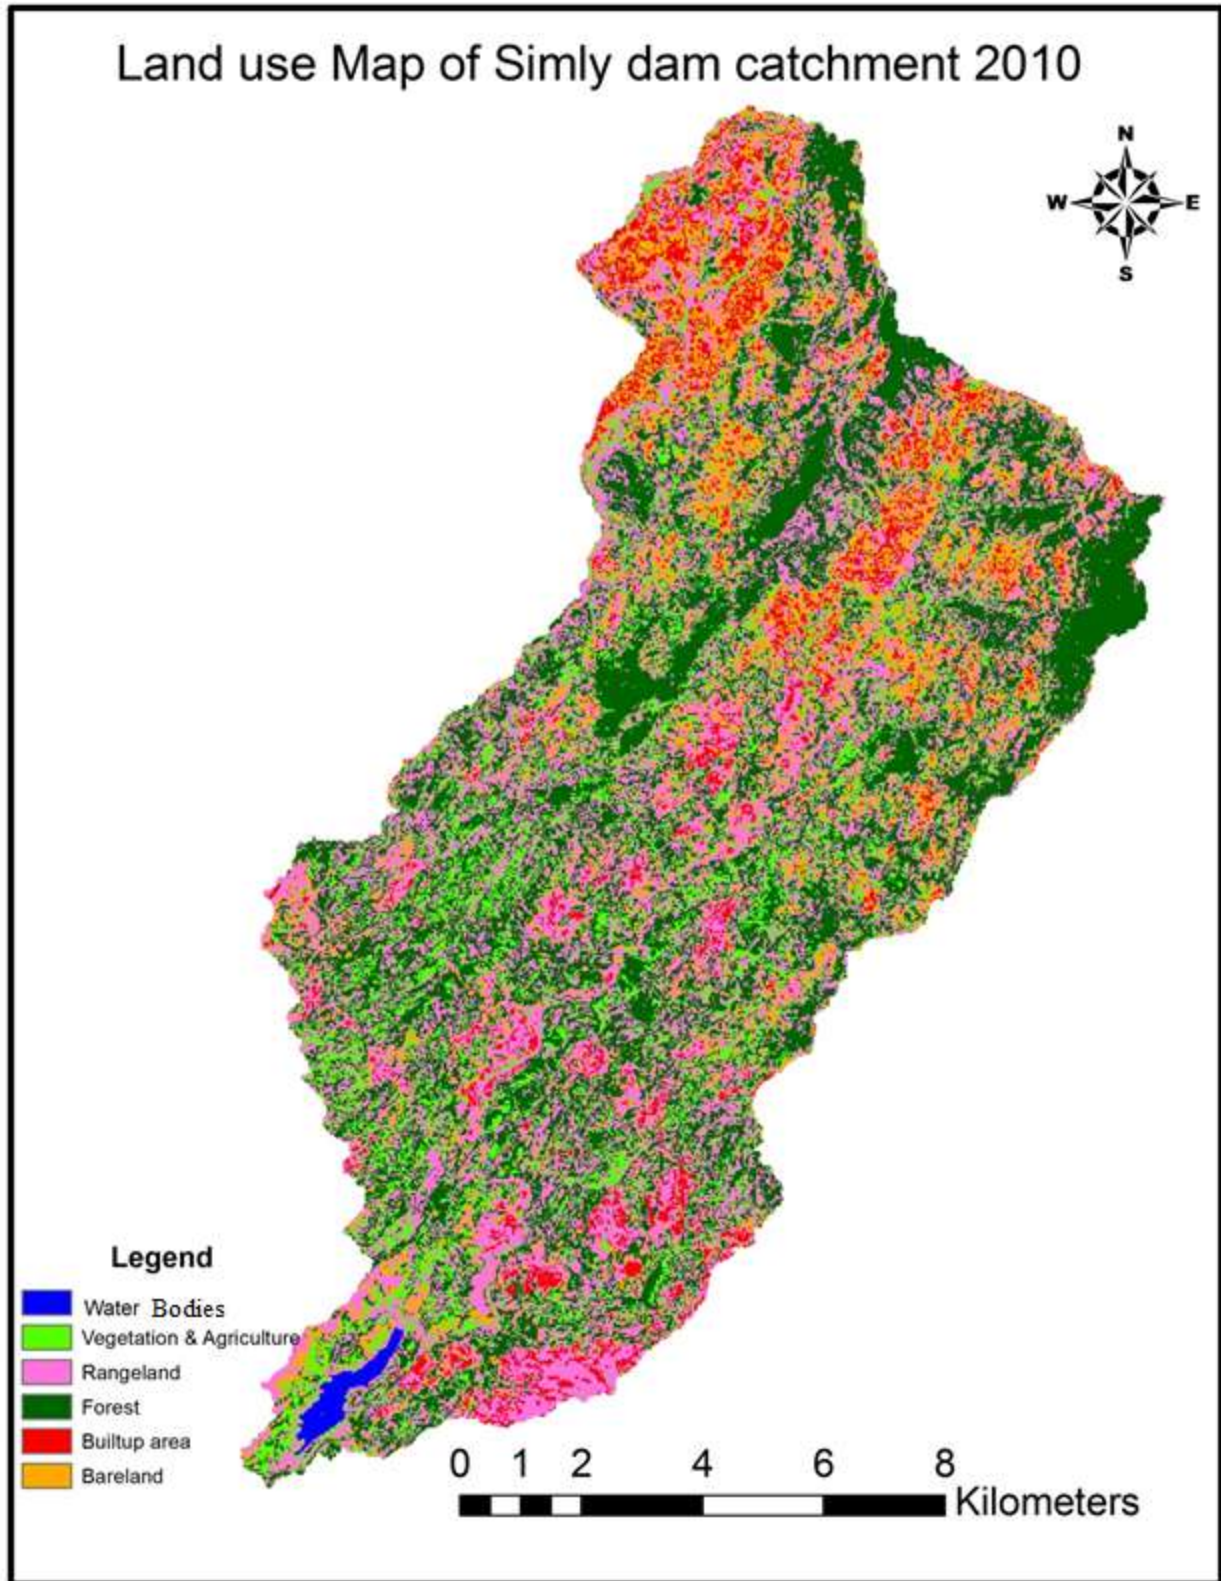 Land use Map of Simly dam catchment 2010
N
W E
S
Legend
Water Bodies
Vegetation & Agriculture
Rangeland
Forest
Builtup area
Bareland
0 1 2 4 6 8
Kilometers